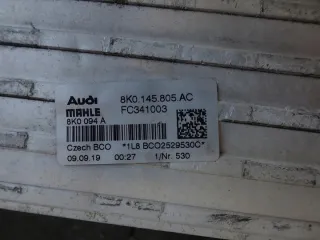 Audi 8K0.145.805.AC
MAHLE FC341003
8K0 094 A
Czech BCO *1L8 BCO2529530C*
09.09.19 00:27 1/Nr. 530